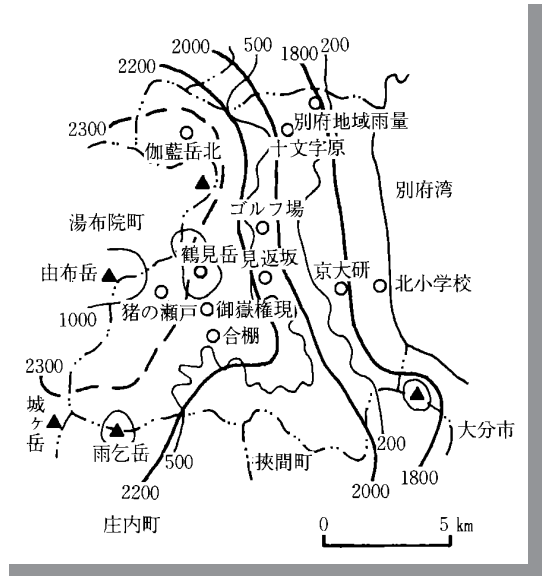 2000
500
1800
200
2200
2300
伽藍岳北
別府地域雨量
十文字原
別府湾
湯布院町
ゴルフ場
鶴見岳
見返坂
由布岳
京大研
北小学校
猪の瀬戸
御嶽権現
1000
合棚
2300
城ヶ岳
雨乞岳
大分市
200
500
挾間町
1800
2200
2000
庄内町
0
5 km